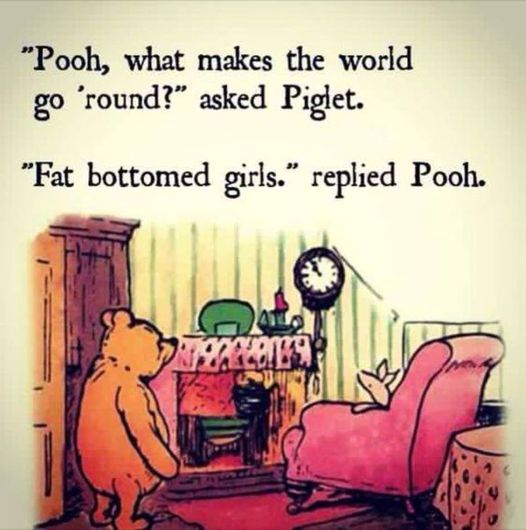 "Pooh, what makes the world
go 'round?" asked Piglet.
"Fat bottomed girls." replied Pooh.